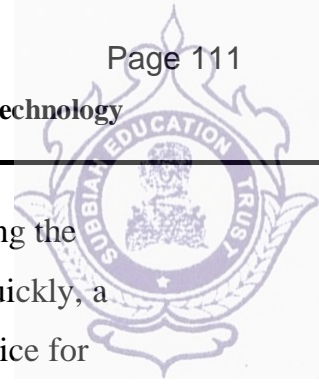 Page 111
echnology
SUBBIAH EDUCATION TRUST
ng the
uickly, a
ice for